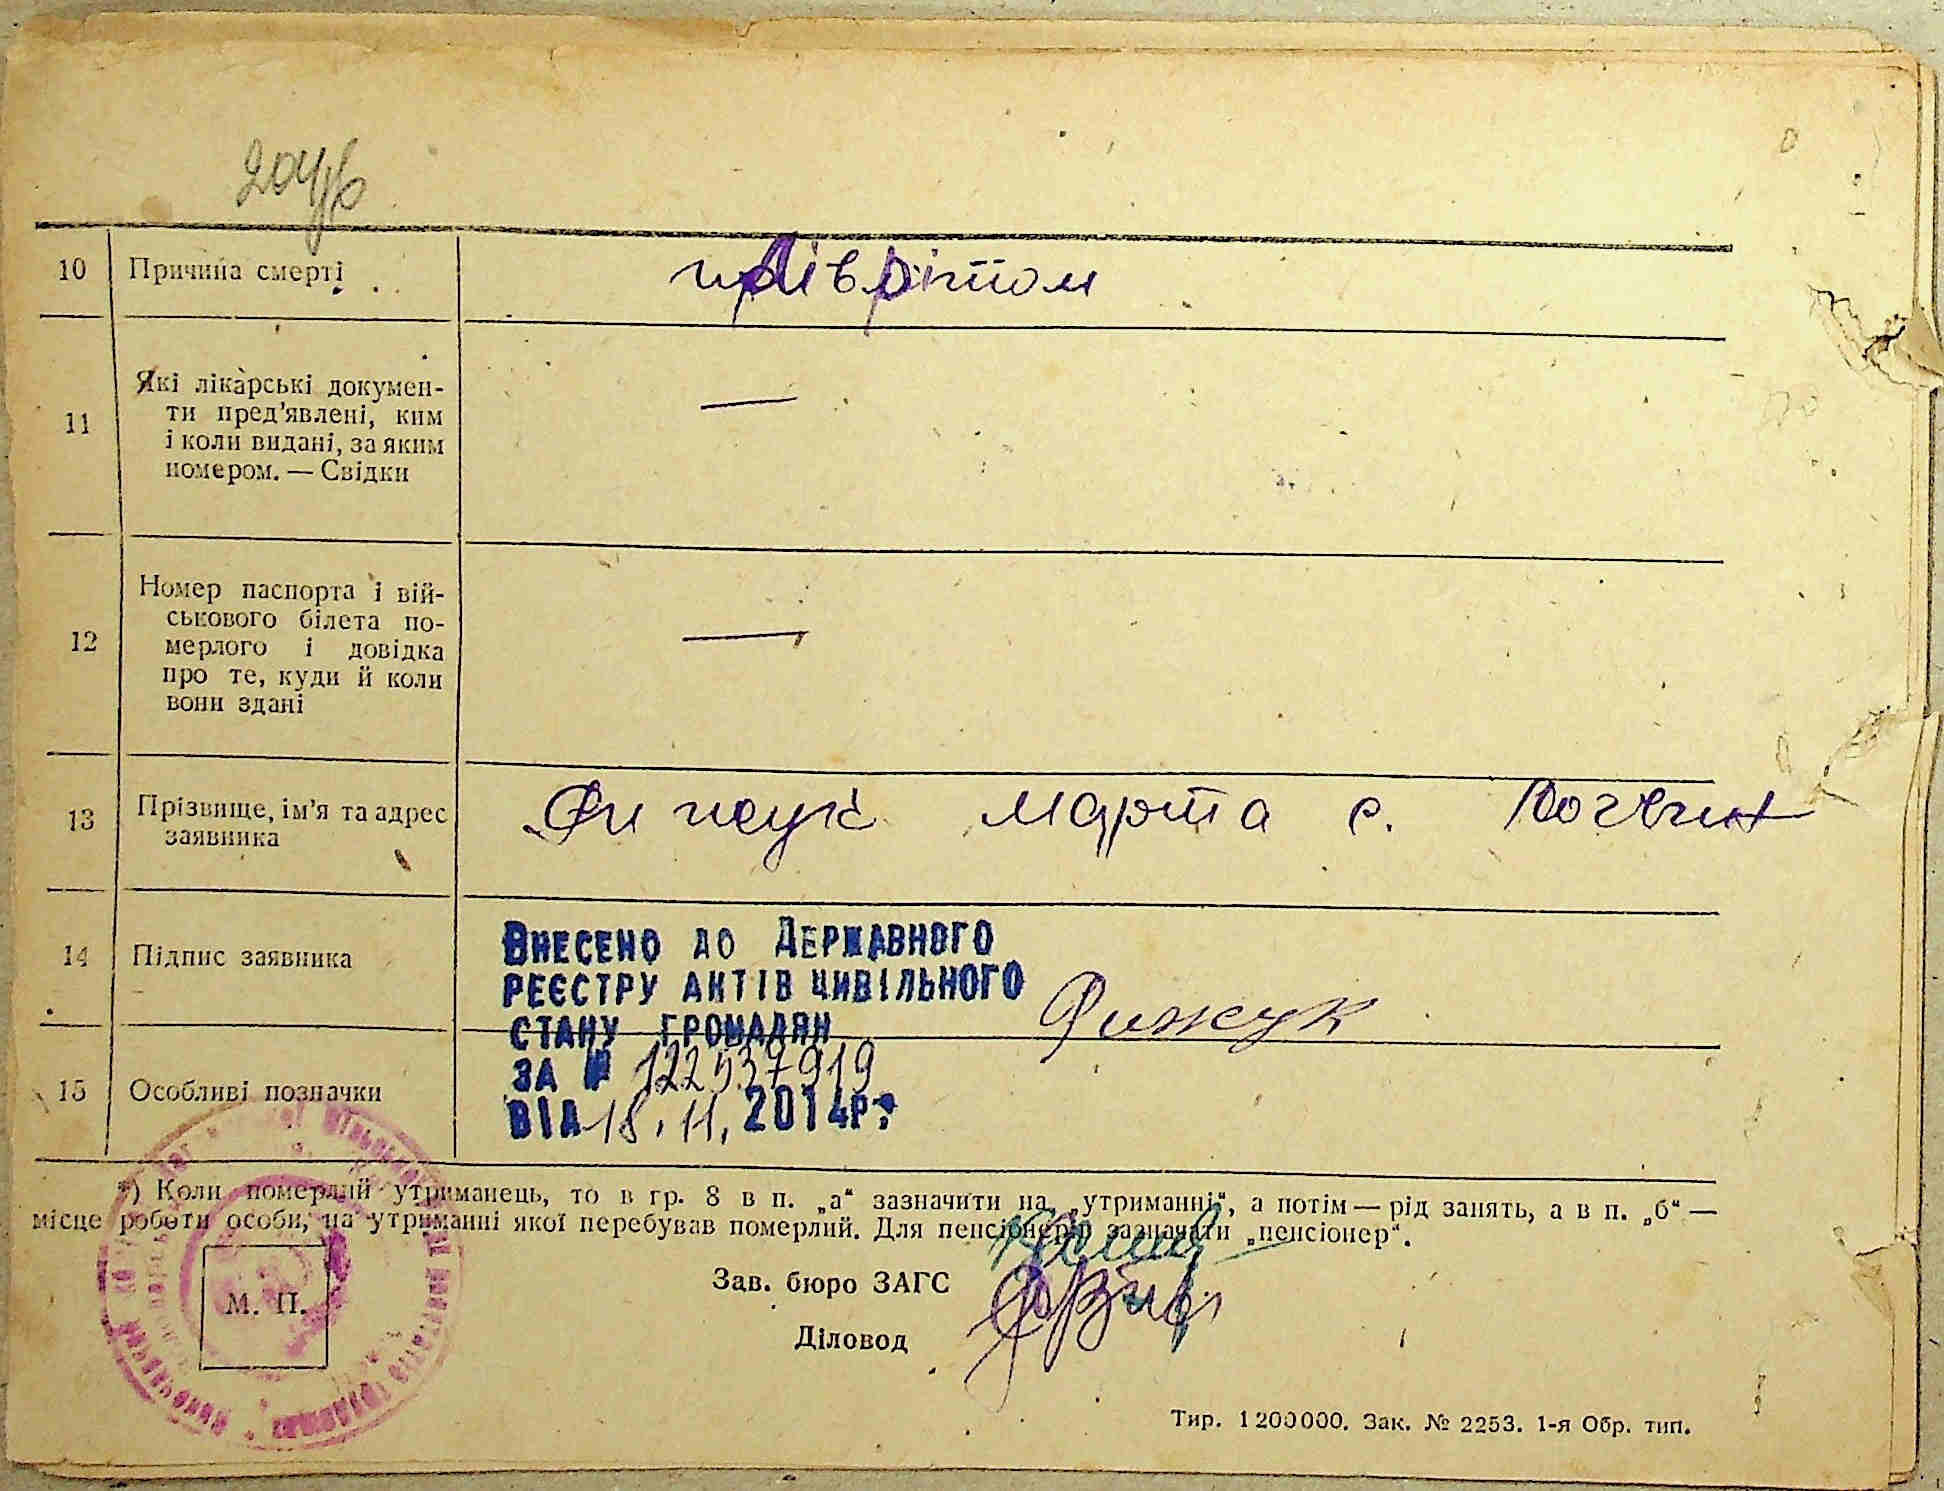 10 Причина смерті
11 Які лікарські докумен-
ти пред'явлені, ким
і коли видані, за яким
номером. — Свідки
—
12 Номер паспорта і вій-
ськового білета по-
мерлого і довідка
про те, куди й коли
вони здані
—
13 Прізвище, ім'я та адрес
заявника
Марта с.
14 Підпис заявника
Внесено до Державного
реєстру актів цивільного
стану громадян
за № 122537919
від 18.11.2014р.
15 Особливі позначки
*) Коли померлий утриманець, то в гр. 8 в п. „а“ зазначити на „утриманні“, а потім — рід занять, а в п. „б“ —
місце роботи особи, на утриманні якої перебував померлий. Для пенсіонерів зазначати „пенсіонер“.
М. П.
Зав. бюро ЗАГС
Діловод
Тир. 1200000. Зак. № 2253. 1-я Обр. тип.